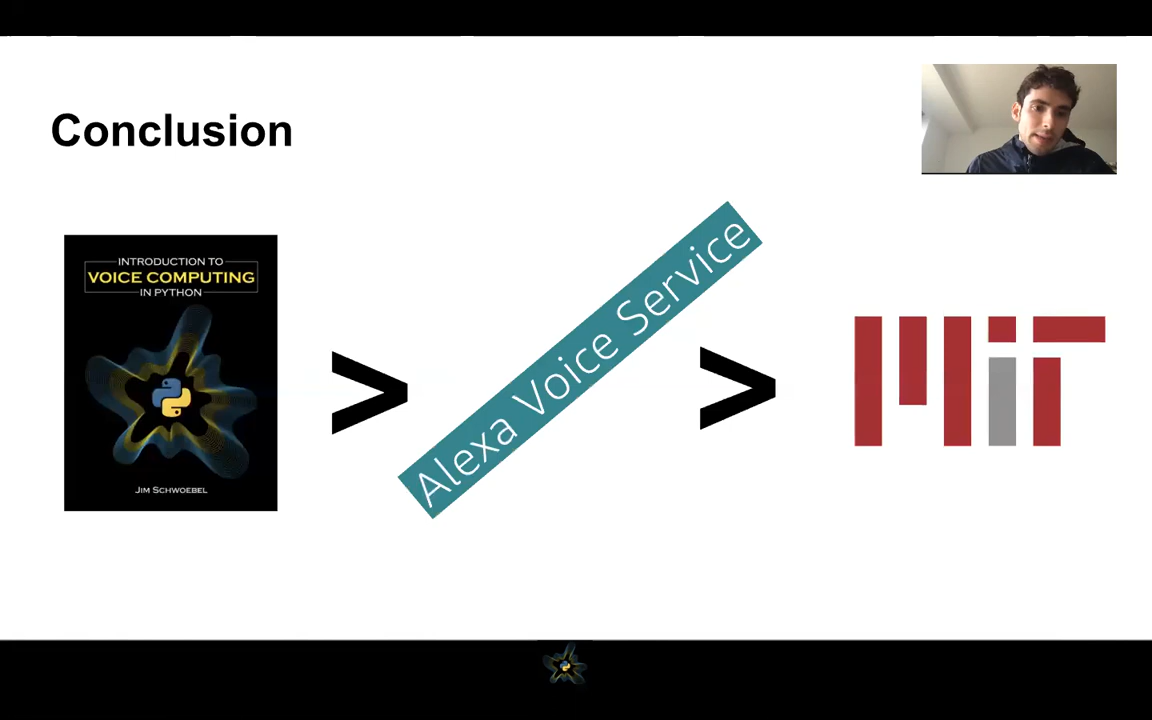 Conclusion
INTRODUCTION TO
VOICE COMPUTING
IN PYTHON
JIM SCHWOEBEL
>
Alexa Voice Service
>
MIT